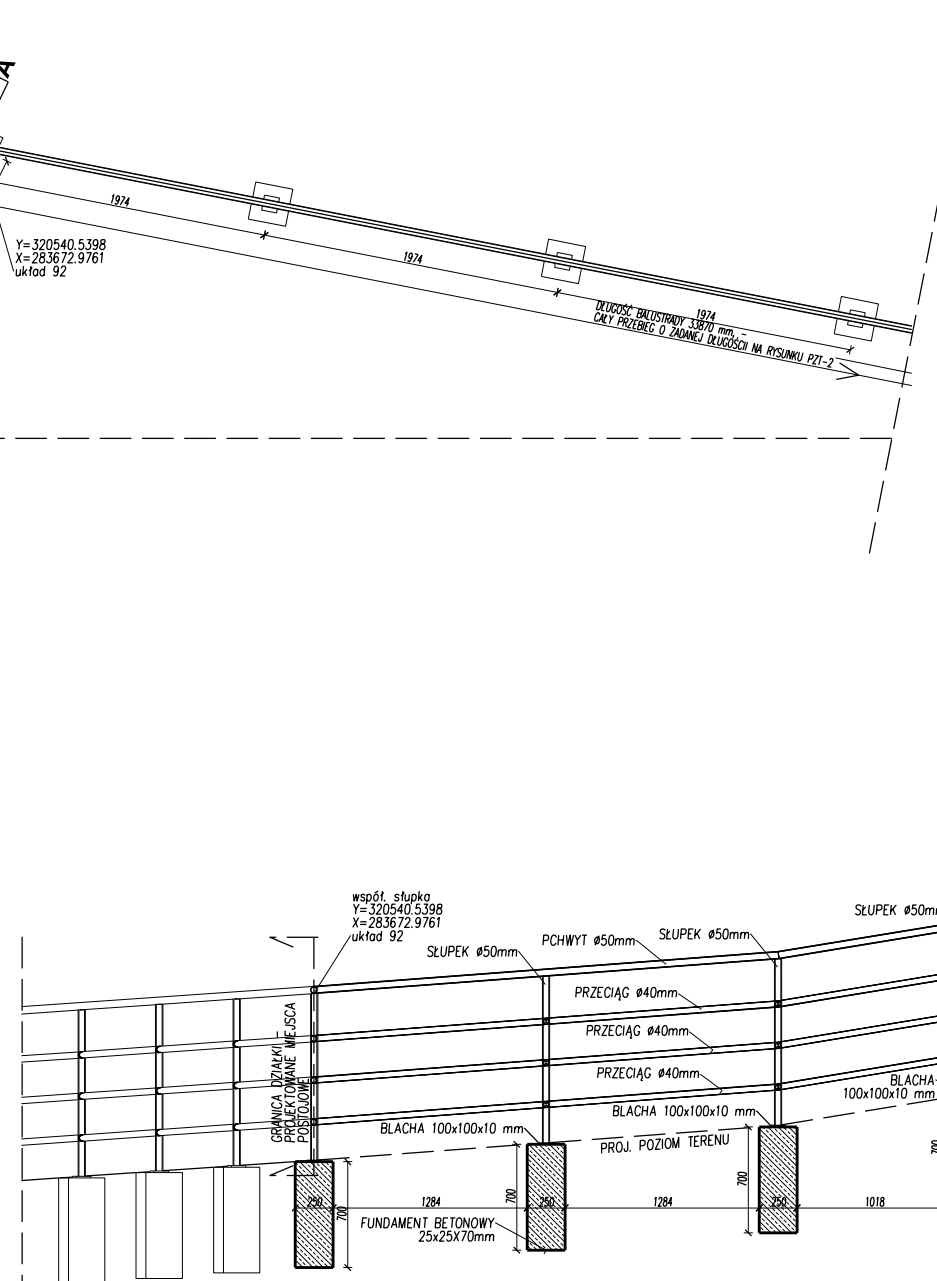 A
1974
1974
1974
Y=320540.5398
X=283672.9761
układ 92
DŁUGOŚĆ BALUSTRADY 33870 mm, –
CAŁY PRZEBIEG O ZADANEJ DŁUGOŚCII NA RYSUNKU PZT-2
współ. słupka
Y=320540.5398
X=283672.9761
układ 92
SŁUPEK ø50mm
PCHWYT ø50mm
SŁUPEK ø50mm
SŁUPEK ø50m
PRZECIĄG ø40mm
PRZECIĄG ø40mm
PRZECIĄG ø40mm
GRANICA DZIAŁKI –
PROJEKTOWANE MIEJSCA
POSTOJOWE
BLACHA 100x100x10 mm
BLACHA 100x100x10 mm
BLACHA
100x100x10 mm
PROJ. POZIOM TERENU
700
700
700
700
250
1284
250
1284
250
1018
FUNDAMENT BETONOWY
25x25X70mm